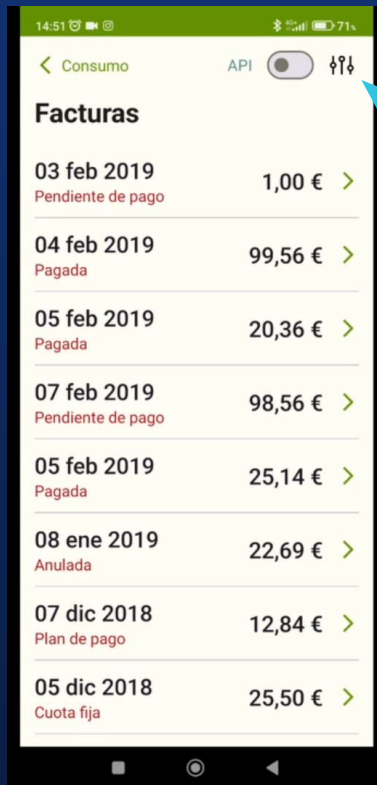 14:51 71%
Consumo API
Facturas
03 feb 2019
Pendiente de pago
1,00 €
04 feb 2019
Pagada
99,56 €
05 feb 2019
Pagada
20,36 €
07 feb 2019
Pendiente de pago
98,56 €
05 feb 2019
Pagada
25,14 €
08 ene 2019
Anulada
22,69 €
07 dic 2018
Plan de pago
12,84 €
05 dic 2018
Cuota fija
25,50 €